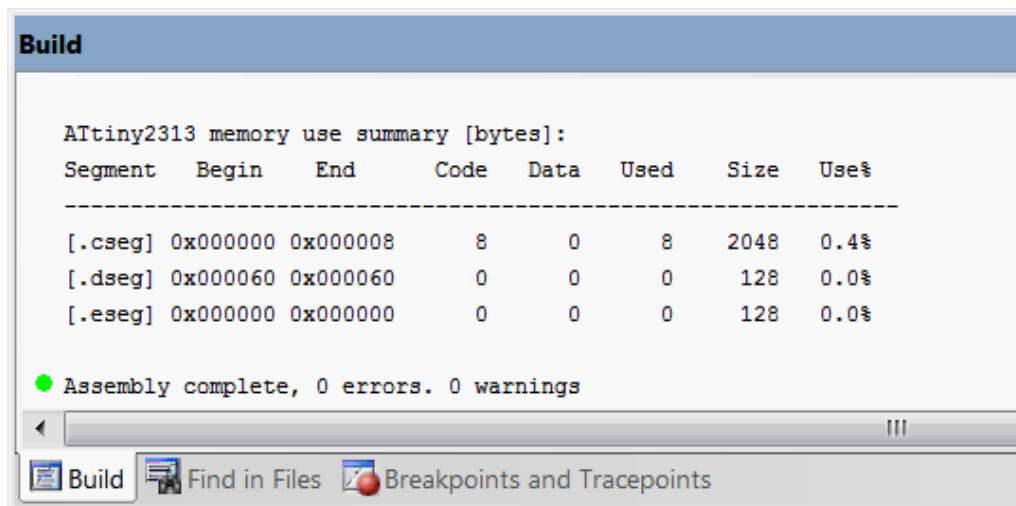 Build
ATtiny2313 memory use summary [bytes]:
Segment   Begin    End      Code   Data   Used    Size   Use%
---------------------------------------------------------------
[.cseg] 0x000000 0x000008      8      0      8    2048   0.4%
[.dseg] 0x000060 0x000060      0      0      0     128   0.0%
[.eseg] 0x000000 0x000000      0      0      0     128   0.0%
Assembly complete, 0 errors. 0 warnings
Build Find in Files Breakpoints and Tracepoints